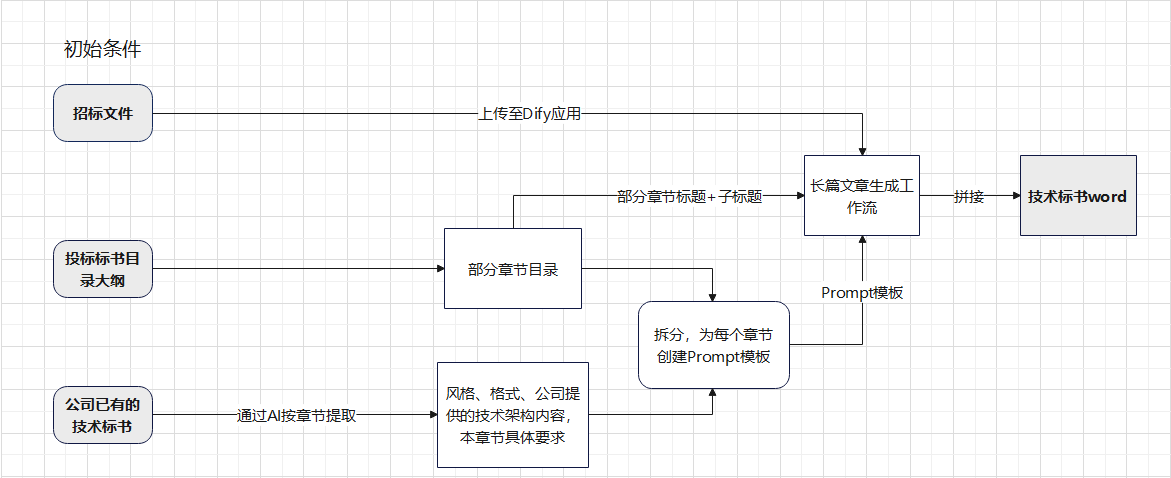 初始条件
招标文件
上传至Dify应用
长篇文章生成工
作流
拼接
技术标书word
部分章节标题+子标题
投标标书目
录大纲
部分章节目录
Prompt模板
拆分，为每个章节
创建Prompt模板
公司已有的
技术标书
通过AI按章节提取
风格、格式、公司提
供的技术架构内容，
本章节具体要求